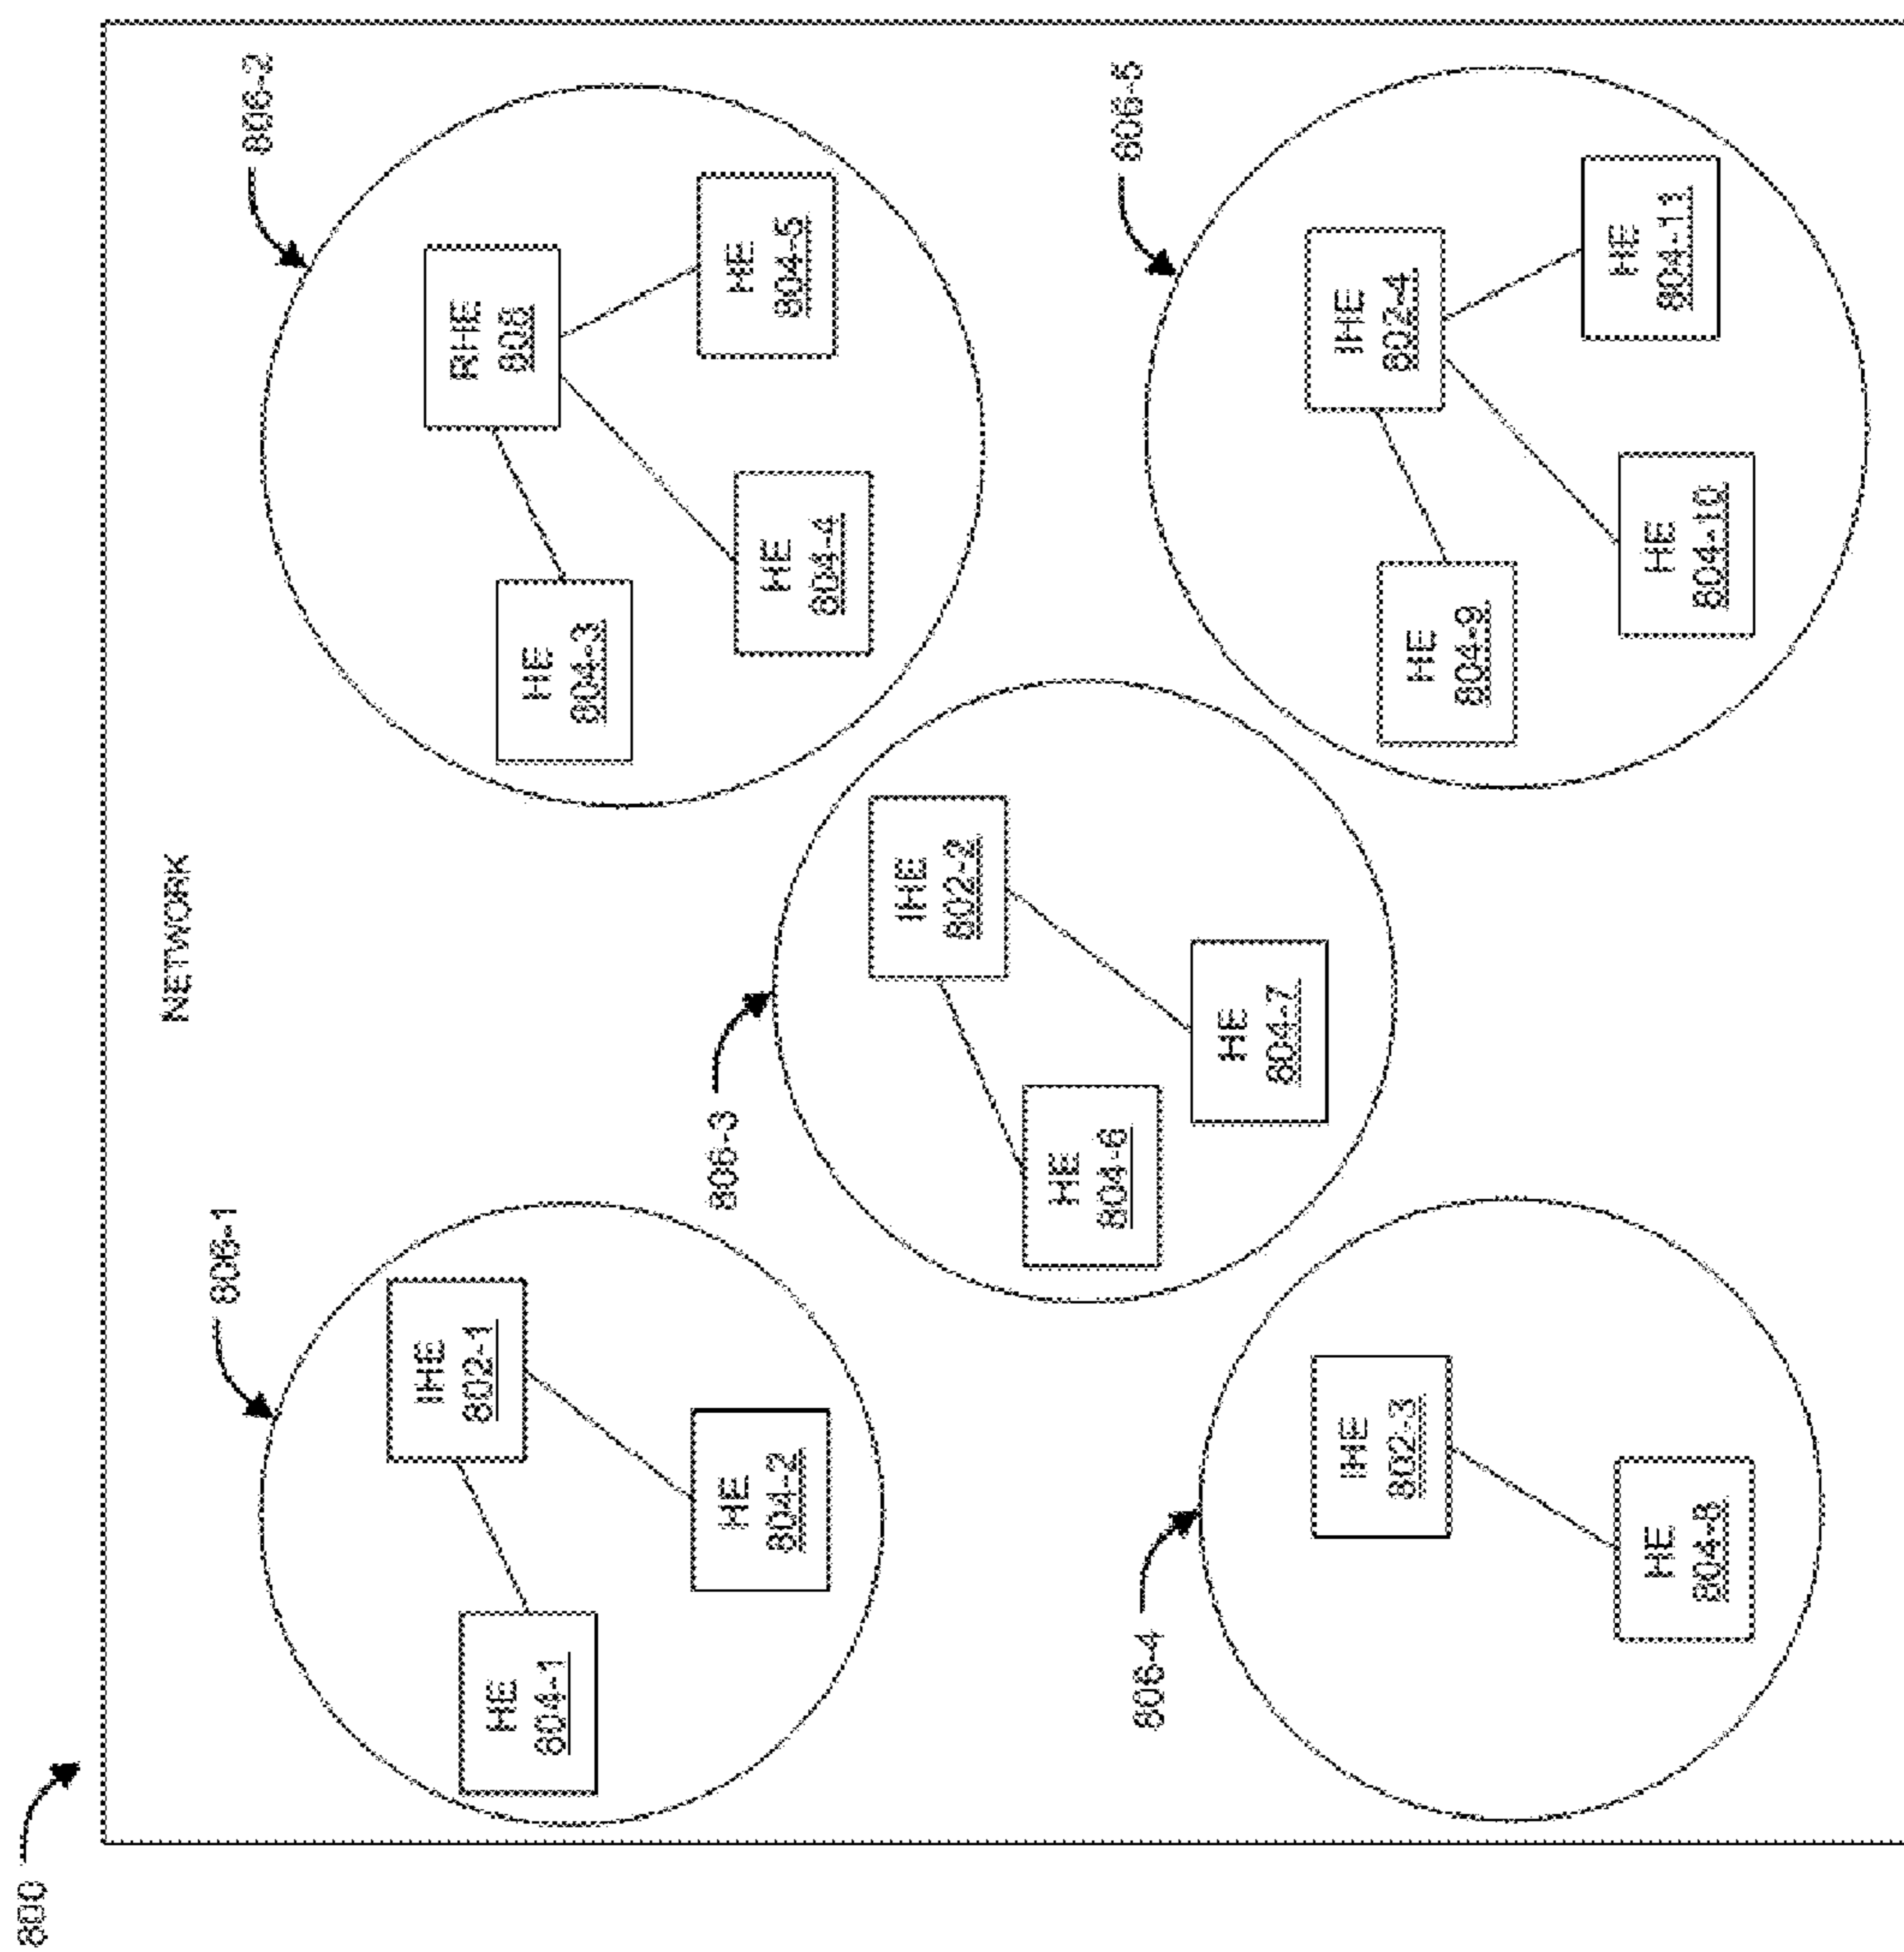 800
NETWORK
806-1
IHE
802-1
HE
804-1
HE
804-2
806-2
RHE
808
HE
804-3
HE
804-4
HE
804-5
806-3
IHE
802-2
HE
804-6
HE
804-7
806-4
IHE
802-3
HE
804-8
806-5
IHE
802-4
HE
804-9
HE
804-10
HE
804-11